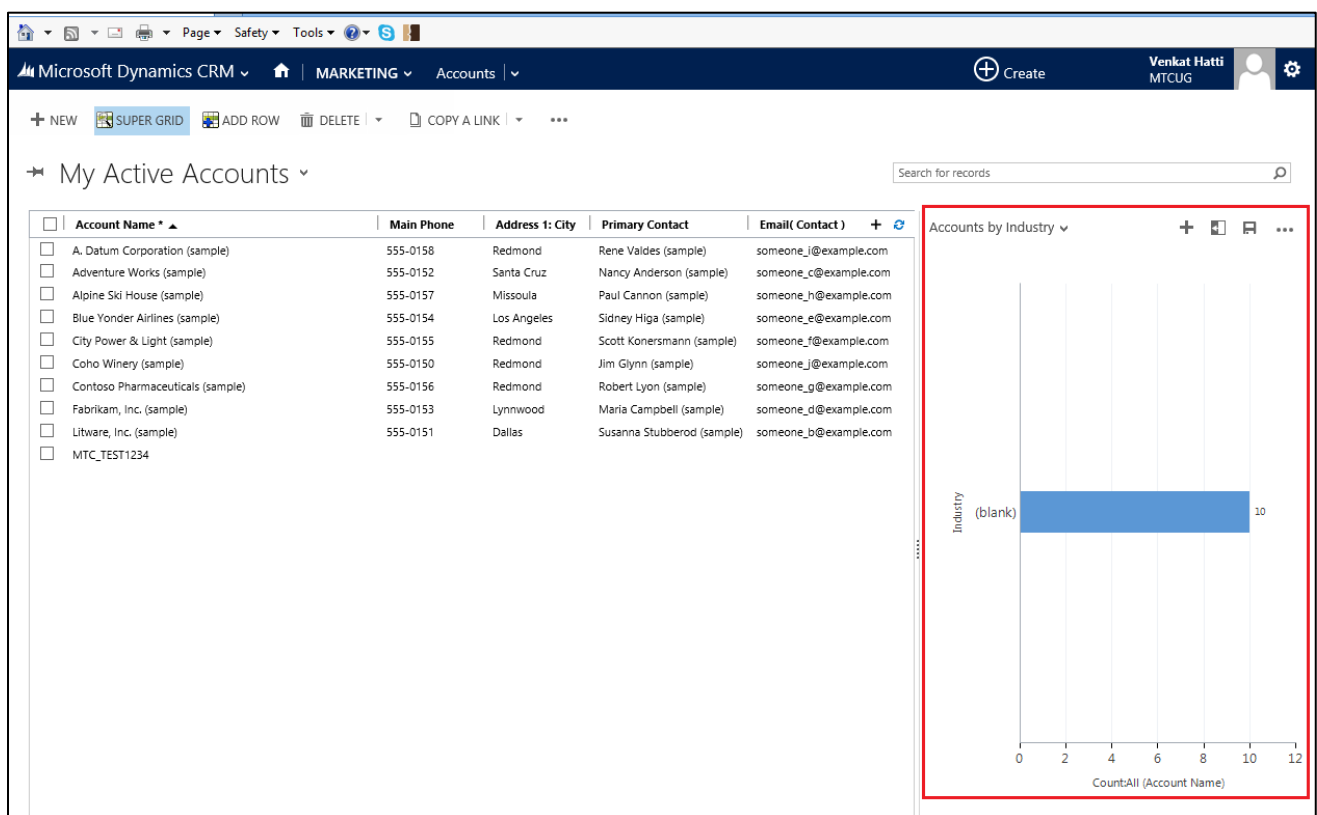 Page Safety Tools
Microsoft Dynamics CRM MARKETING Accounts Create Venkat Hatti
MTCUG
NEW SUPER GRID ADD ROW DELETE COPY A LINK
My Active Accounts Search for records
Account Name * Main Phone Address 1: City Primary Contact Email( Contact )
A. Datum Corporation (sample) 555-0158 Redmond Rene Valdes (sample) someone_i@example.com
Adventure Works (sample) 555-0152 Santa Cruz Nancy Anderson (sample) someone_c@example.com
Alpine Ski House (sample) 555-0157 Missoula Paul Cannon (sample) someone_h@example.com
Blue Yonder Airlines (sample) 555-0154 Los Angeles Sidney Higa (sample) someone_e@example.com
City Power & Light (sample) 555-0155 Redmond Scott Konersmann (sample) someone_f@example.com
Coho Winery (sample) 555-0150 Redmond Jim Glynn (sample) someone_j@example.com
Contoso Pharmaceuticals (sample) 555-0156 Redmond Robert Lyon (sample) someone_g@example.com
Fabrikam, Inc. (sample) 555-0153 Lynnwood Maria Campbell (sample) someone_d@example.com
Litware, Inc. (sample) 555-0151 Dallas Susanna Stubberod (sample) someone_b@example.com
MTC_TEST1234
Accounts by Industry
Industry
(blank) 10
0 2 4 6 8 10 12
Count:All (Account Name)